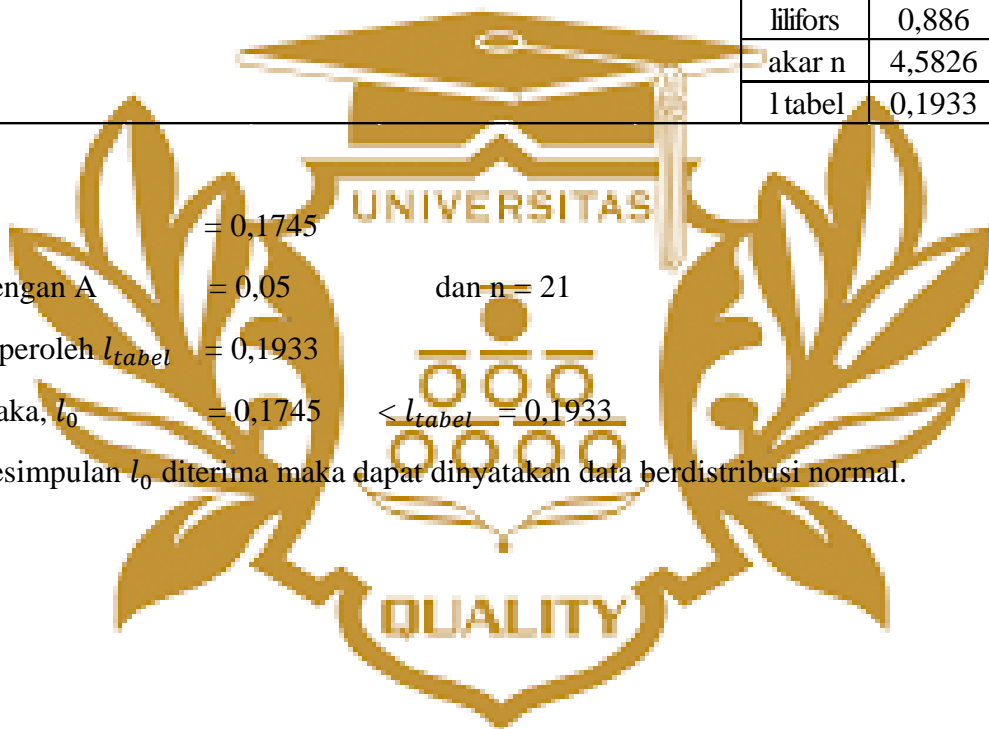 lilifors 0,886
akar n 4,5826
l tabel 0,1933
UNIVERSITAS
= 0,1745
engan A = 0,05 dan n = 21
peroleh l_tabel = 0,1933
aka, l_0 = 0,1745 < l_tabel = 0,1933
esimpulan l_0 diterima maka dapat dinyatakan data berdistribusi normal.
QUALITY